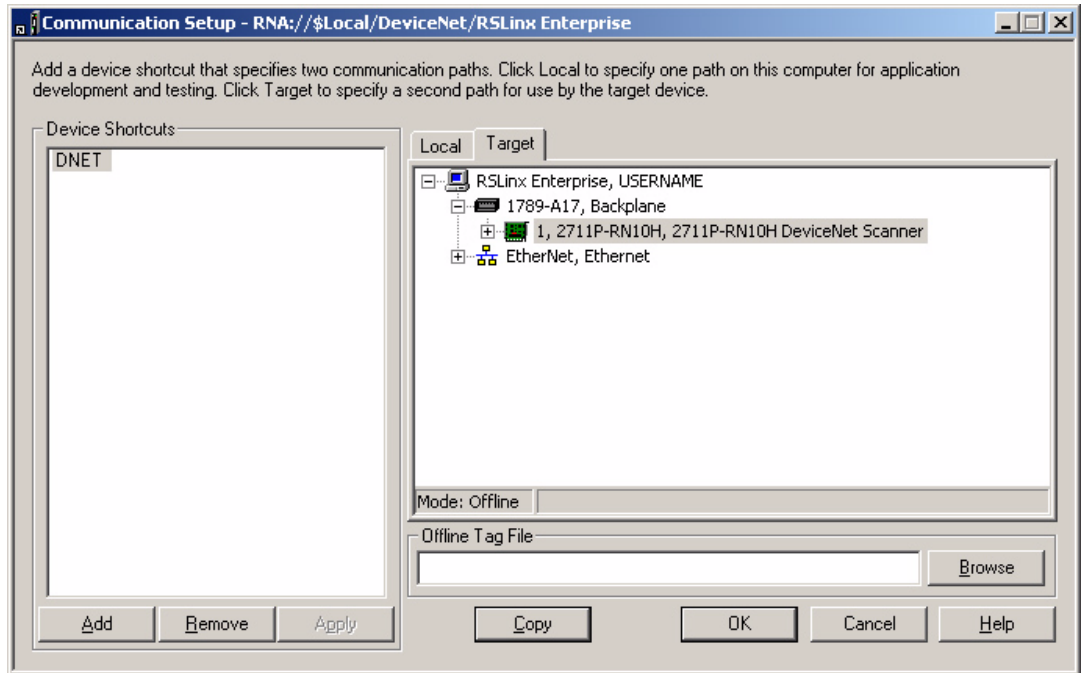 Communication Setup - RNA://$Local/DeviceNet/RSLinx Enterprise
Add a device shortcut that specifies two communication paths. Click Local to specify one path on this computer for application
development and testing. Click Target to specify a second path for use by the target device.
Device Shortcuts
DNET
Local
Target
RSLinx Enterprise, USERNAME
1789-A17, Backplane
1, 2711P-RN10H, 2711P-RN10H DeviceNet Scanner
EtherNet, Ethernet
Mode: Offline
Offline Tag File
Browse
Add
Remove
Apply
Copy
OK
Cancel
Help